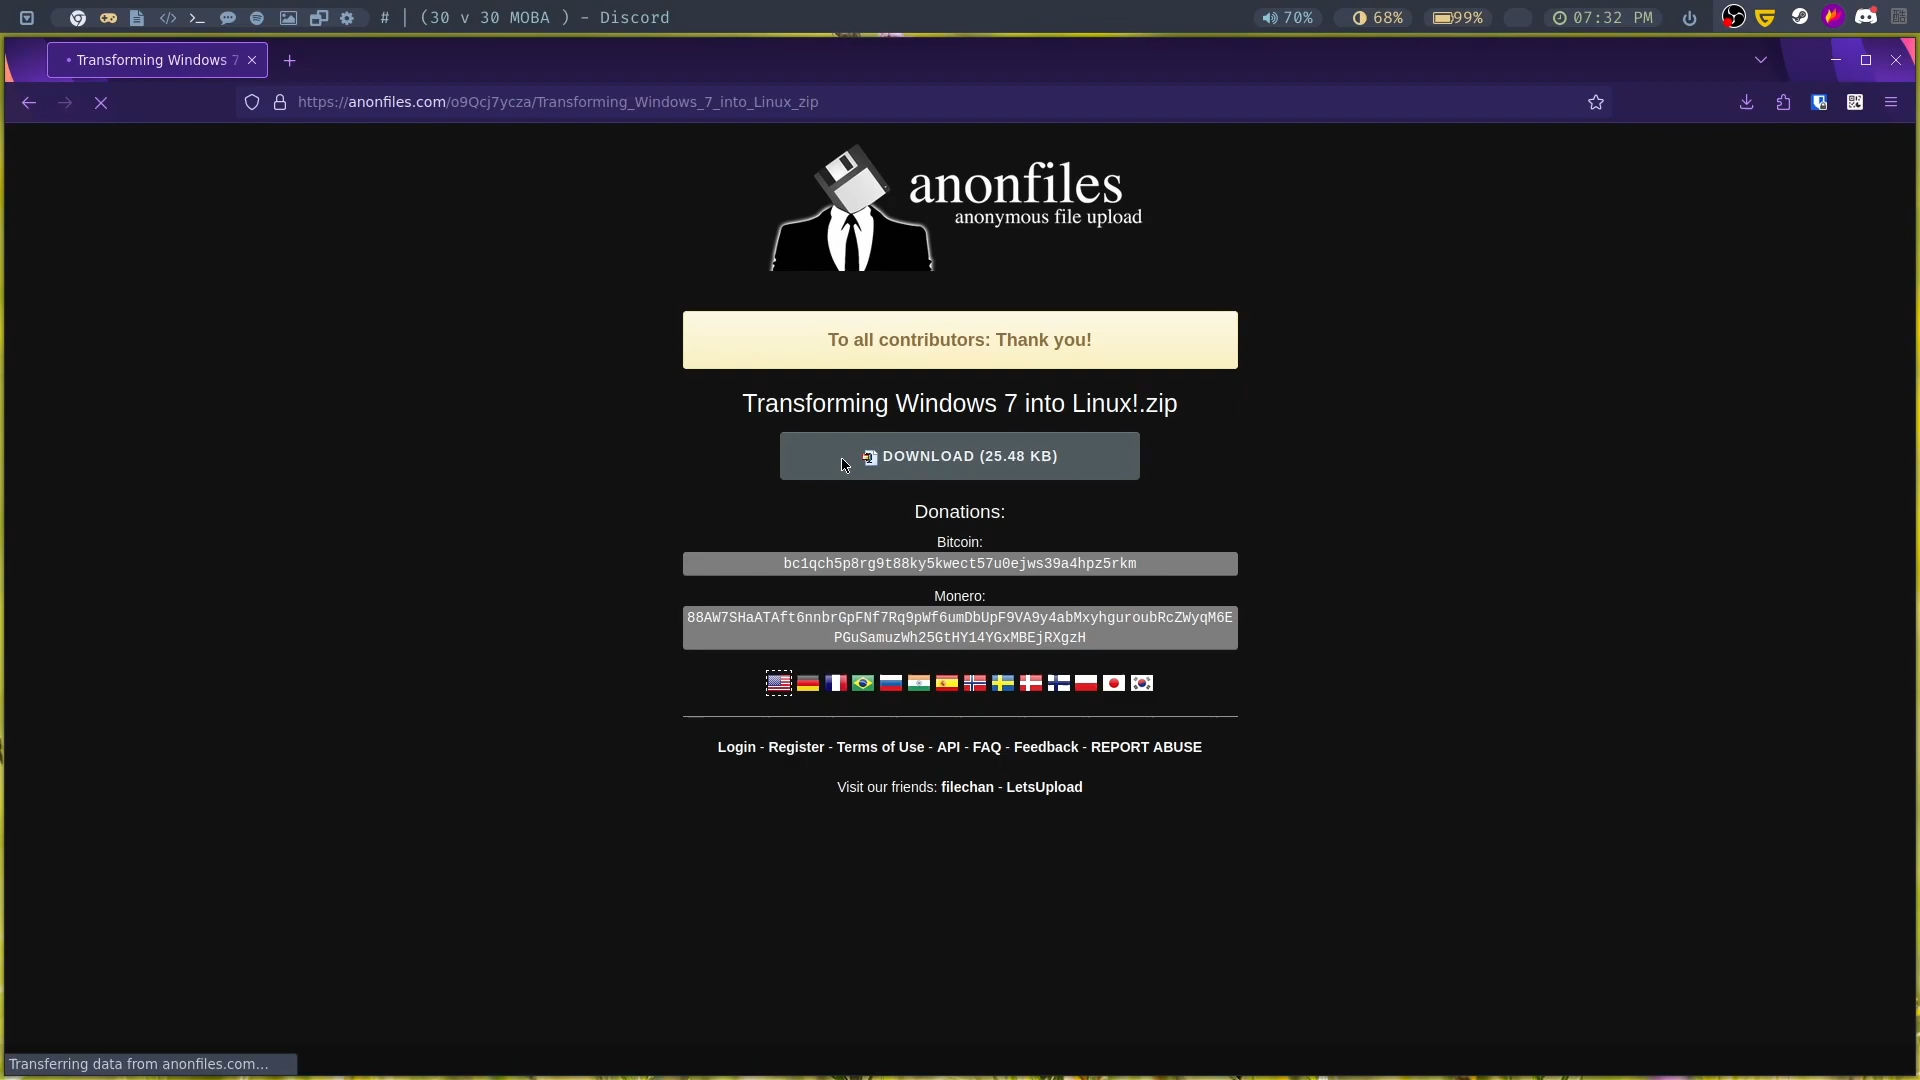 # | (30 v 30 MOBA ) - Discord
70%
68%
99%
07:32 PM
Transforming Windows 7
https://anonfiles.com/o9Qcj7ycza/Transforming_Windows_7_into_Linux_zip
anonfiles
anonymous file upload
To all contributors: Thank you!
Transforming Windows 7 into Linux!.zip
DOWNLOAD (25.48 KB)
Donations:
Bitcoin:
bc1qch5p8rg9t88ky5kwect57u0ejws39a4hpz5rkm
Monero:
88AW7SHaATAft6nnbrGpFNf7Rq9pWf6umDbUpF9VA9y4abMxyhguroubRcZWyqM6E
PGuSamuzWh25GtHY14YGxMBEjRXgzH
Login - Register - Terms of Use - API - FAQ - Feedback - REPORT ABUSE
Visit our friends: filechan - LetsUpload
Transferring data from anonfiles.com…